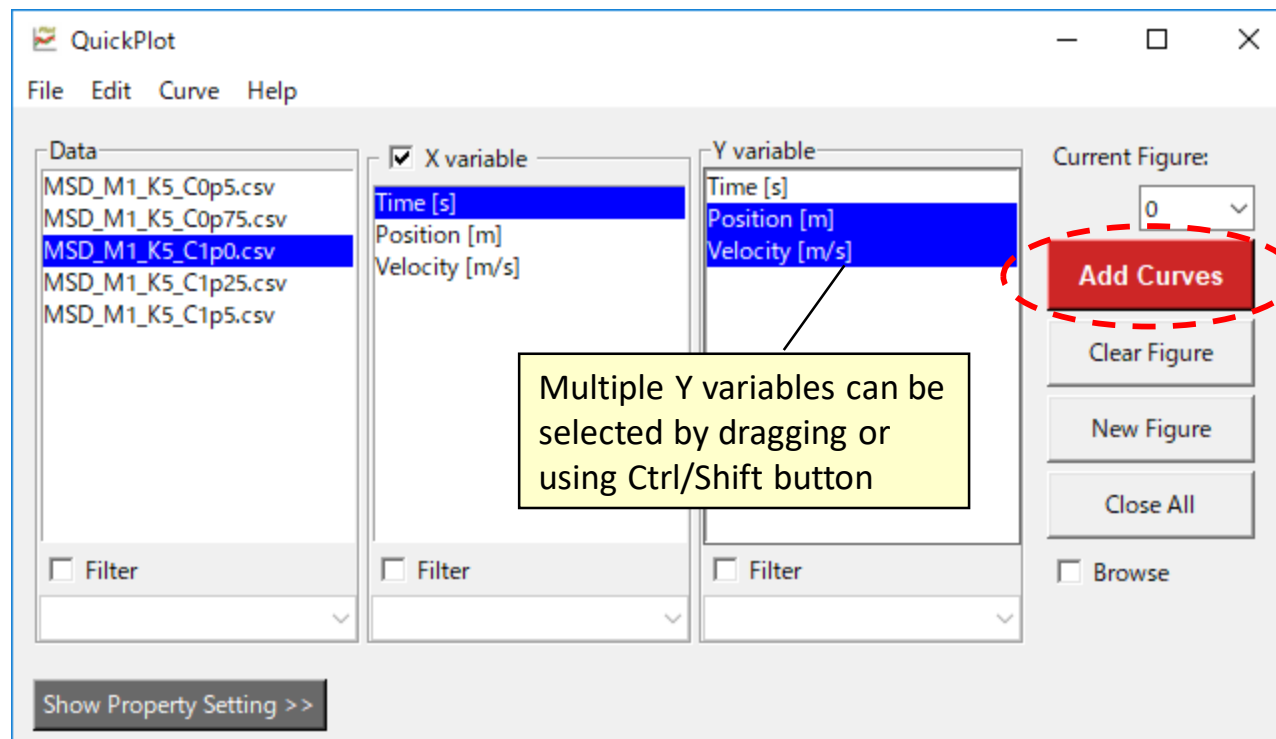 QuickPlot
File Edit Curve Help
Data
MSD_M1_K5_C0p5.csv
MSD_M1_K5_C0p75.csv
MSD_M1_K5_C1p0.csv
MSD_M1_K5_C1p25.csv
MSD_M1_K5_C1p5.csv
Filter
X variable
Time [s]
Position [m]
Velocity [m/s]
Filter
Y variable
Time [s]
Position [m]
Velocity [m/s]
Multiple Y variables can be
selected by dragging or
using Ctrl/Shift button
Filter
Current Figure:
0
Add Curves
Clear Figure
New Figure
Close All
Browse
Show Property Setting >>